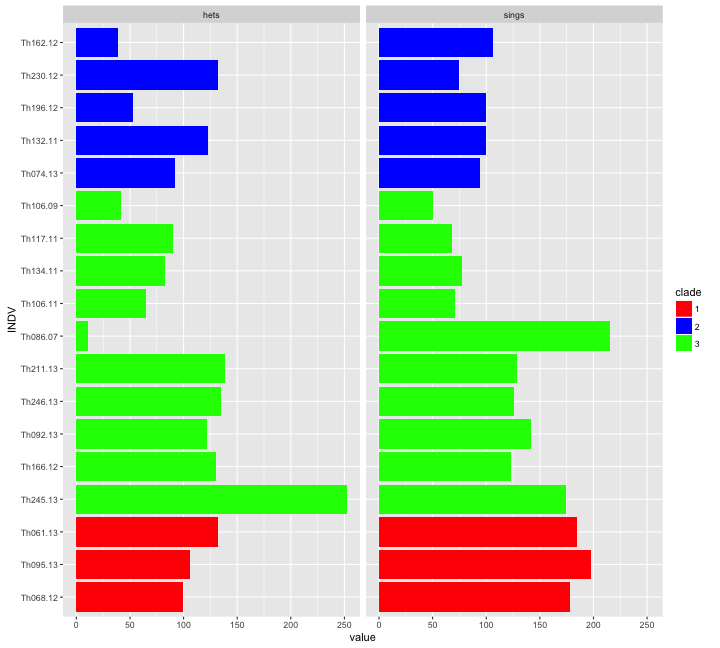 hets sings
Th162.12
Th230.12
Th196.12
Th132.11
Th074.13
Th106.09
Th117.11
Th134.11
Th106.11
Th086.07
Th211.13
Th246.13
Th092.13
Th166.12
Th245.13
Th061.13
Th095.13
Th068.12
INDV
0 50 100 150 200 250 0 50 100 150 200 250
value
clade
1
2
3